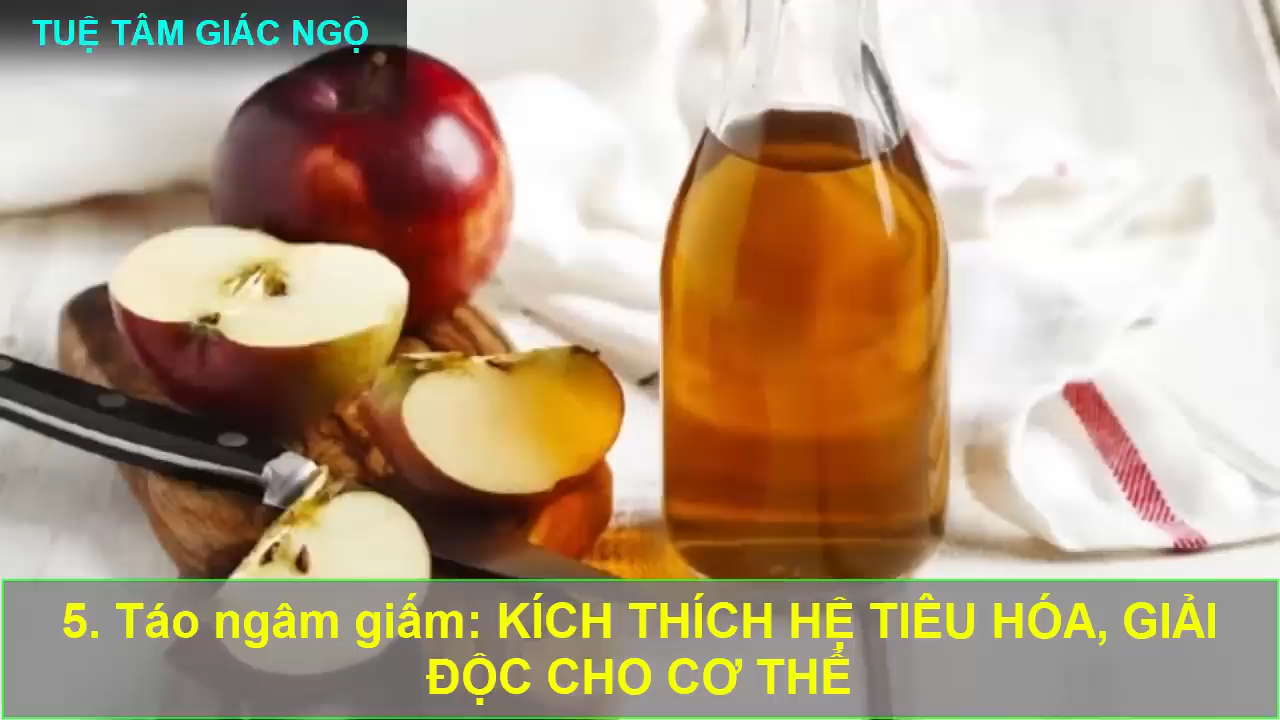 TUỆ TÂM GIÁC NGỘ
5. Táo ngâm giấm: KÍCH THÍCH HỆ TIÊU HÓA, GIẢI
ĐỘC CHO CƠ THỂ